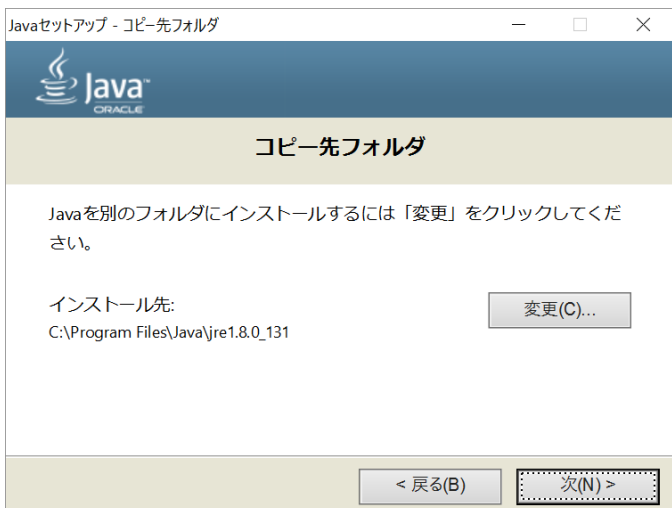 Javaセットアップ - コピー先フォルダ
Java™
ORACLE
コピー先フォルダ
Javaを別のフォルダにインストールするには「変更」をクリックしてくだ
さい。
インストール先:
変更(C)...
C:\Program Files\Java\jre1.8.0_131
< 戻る(B)
次(N) >